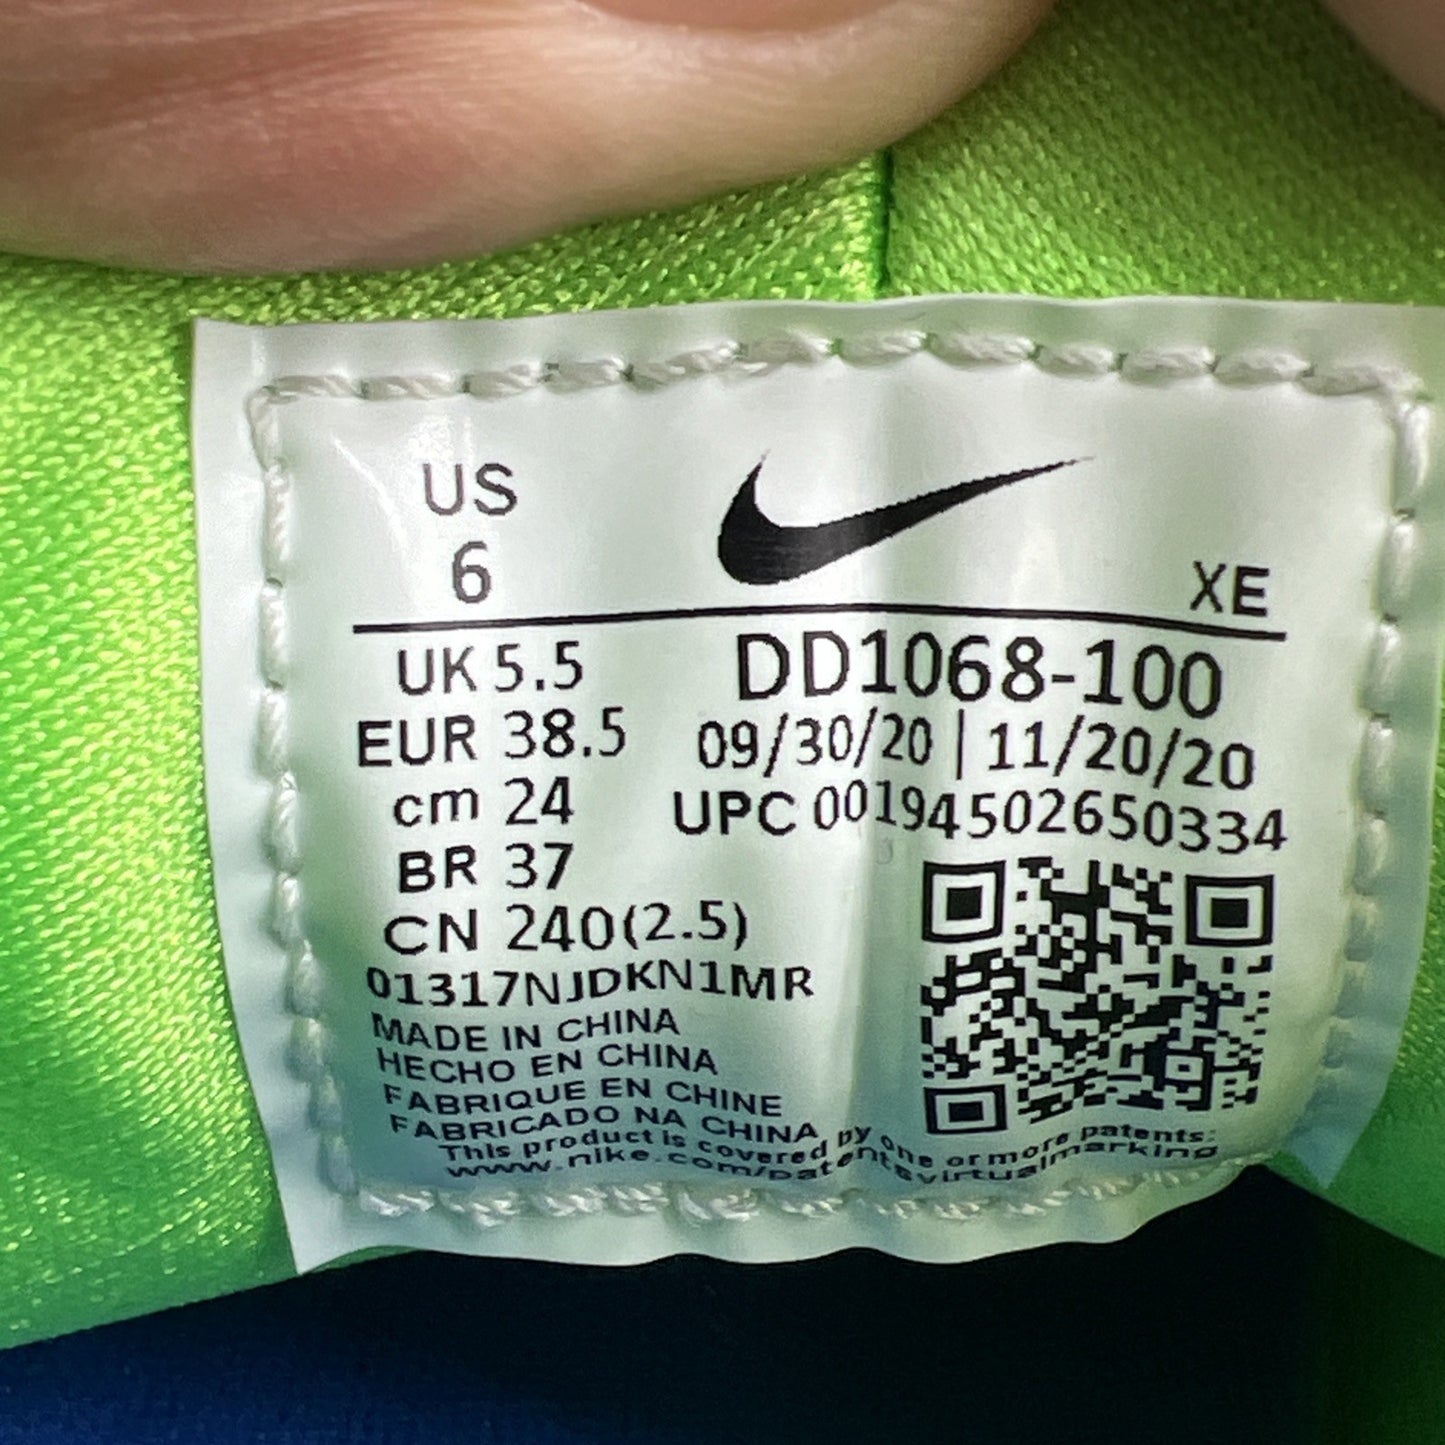 US
6
XE
UK 5.5
DD1068-100
EUR 38.5
09/30/20 | 11/20/20
cm 24
UPC 00194502650334
BR 37
CN 240(2.5)
01317NJDKN1MR
MADE IN CHINA
HECHO EN CHINA
FABRIQUE EN CHINE
FABRICADO NA CHINA
This product is covered by one or more patents:
www.nike.com/patentsvirtualmarking